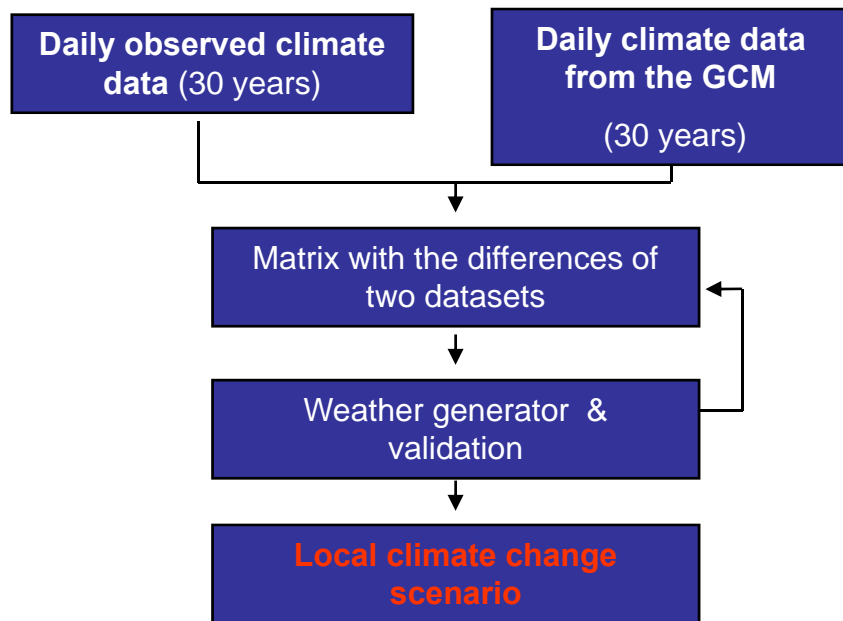 Daily observed climate
data (30 years)
Daily climate data
from the GCM
(30 years)
Matrix with the differences of
two datasets
Weather generator &
validation
Local climate change
scenario